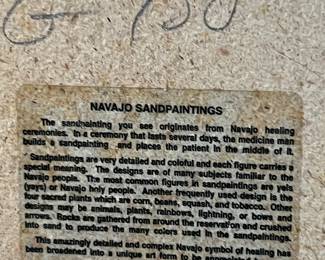 NAVAJO SANDPAINTINGS
The sandpainting you see originates from Navajo healing
ceremonies. In a ceremony that lasts several days, the medicine man
builds a sandpainting and places the patient in the middle of it.
Sandpaintings are very detailed and coloful and each figure carries a
special meaning. The designs are of many subjects familiar to the
Navajo people. The most common figures in sandpaintings are yeis
(yays) or Navajo holy people. Another frequently used design is the
four sacred plants which are corn, beans, squash, and tobacco. Other
designs may be animals, plants, rainbows, lightning, or bows and
arrows. Rocks are gathered from around the reservation and crushed
into sand to produce the many colors used in the sandpaintings.
This amazingly detailed and complex Navajo symbol of healing has
been broadened into a unique art form to be appreciated